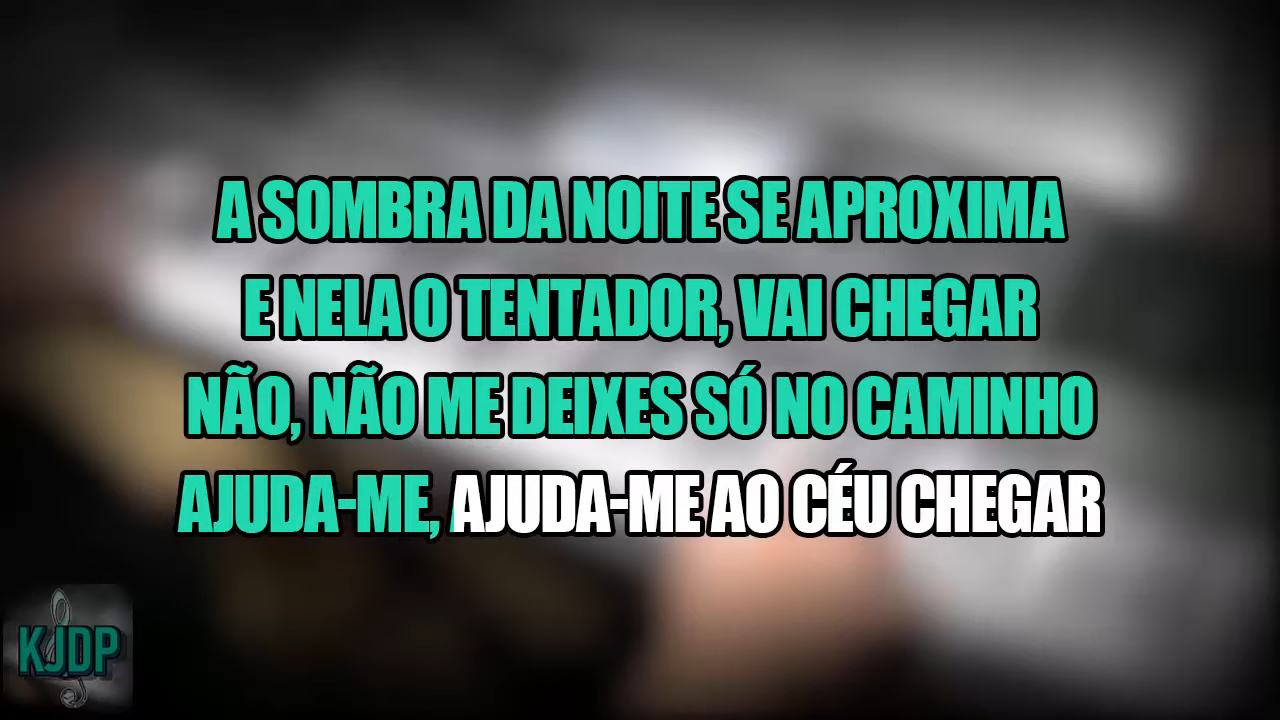 A SOMBRA DA NOITE SE APROXIMA
E NELA O TENTADOR, VAI CHEGAR
NÃO, NÃO ME DEIXES SÓ NO CAMINHO
AJUDA-ME, AJUDA-ME AO CÉU CHEGAR
KJDP